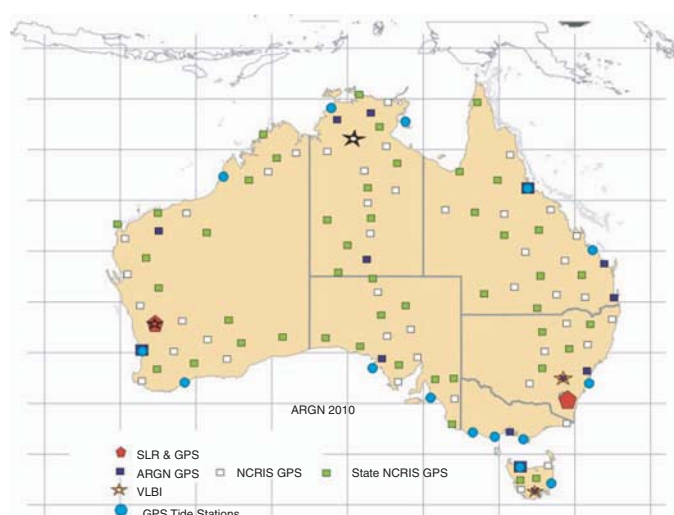 ARGN 2010
SLR & GPS
ARGN GPS NCRIS GPS State NCRIS GPS
VLBI
GPS Tide Stations